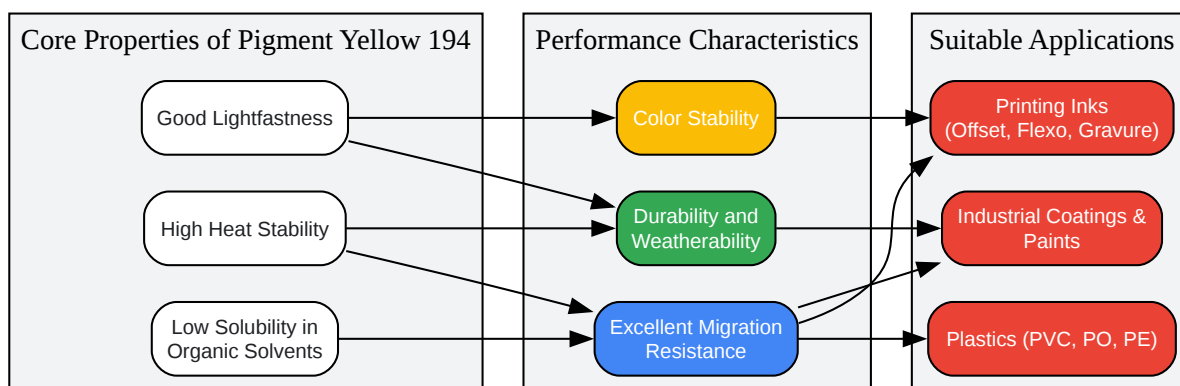 Core Properties of Pigment Yellow 194
Good Lightfastness
High Heat Stability
Low Solubility in
Organic Solvents
Performance Characteristics
Color Stability
Durability and
Weatherability
Excellent Migration
Resistance
Suitable Applications
Printing Inks
(Offset, Flexo, Gravure)
Industrial Coatings &
Paints
Plastics (PVC, PO, PE)